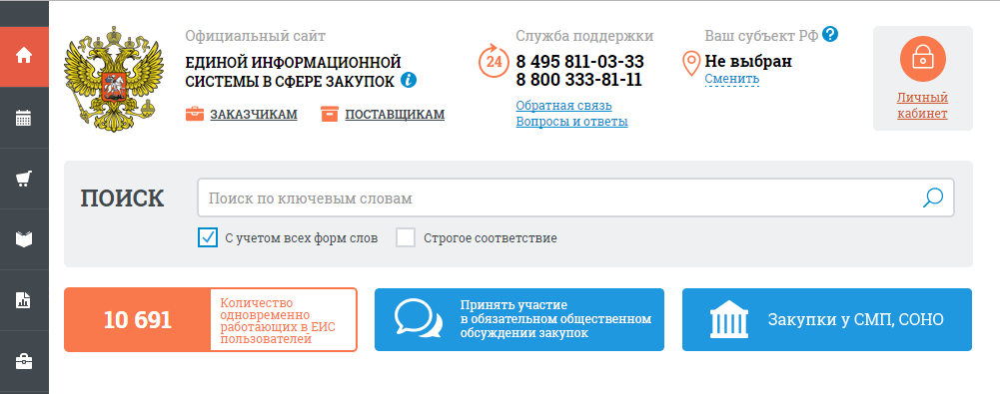 Официальный сайт
ЕДИНОЙ ИНФОРМАЦИОННОЙ
СИСТЕМЫ В СФЕРЕ ЗАКУПОК i
ЗАКАЗЧИКАМ
ПОСТАВЩИКАМ
24
Служба поддержки
8 495 811-03-33
8 800 333-81-11
Обратная связь
Вопросы и ответы
Ваш субъект РФ ?
Не выбран
Сменить
Личный
кабинет
ПОИСК
Поиск по ключевым словам
С учетом всех форм слов
Строгое соответствие
10 691
Количество
одновременно
работающих в ЕИС
пользователей
Принять участие
в обязательном общественном
обсуждении закупок
Закупки у СМП, СОНО